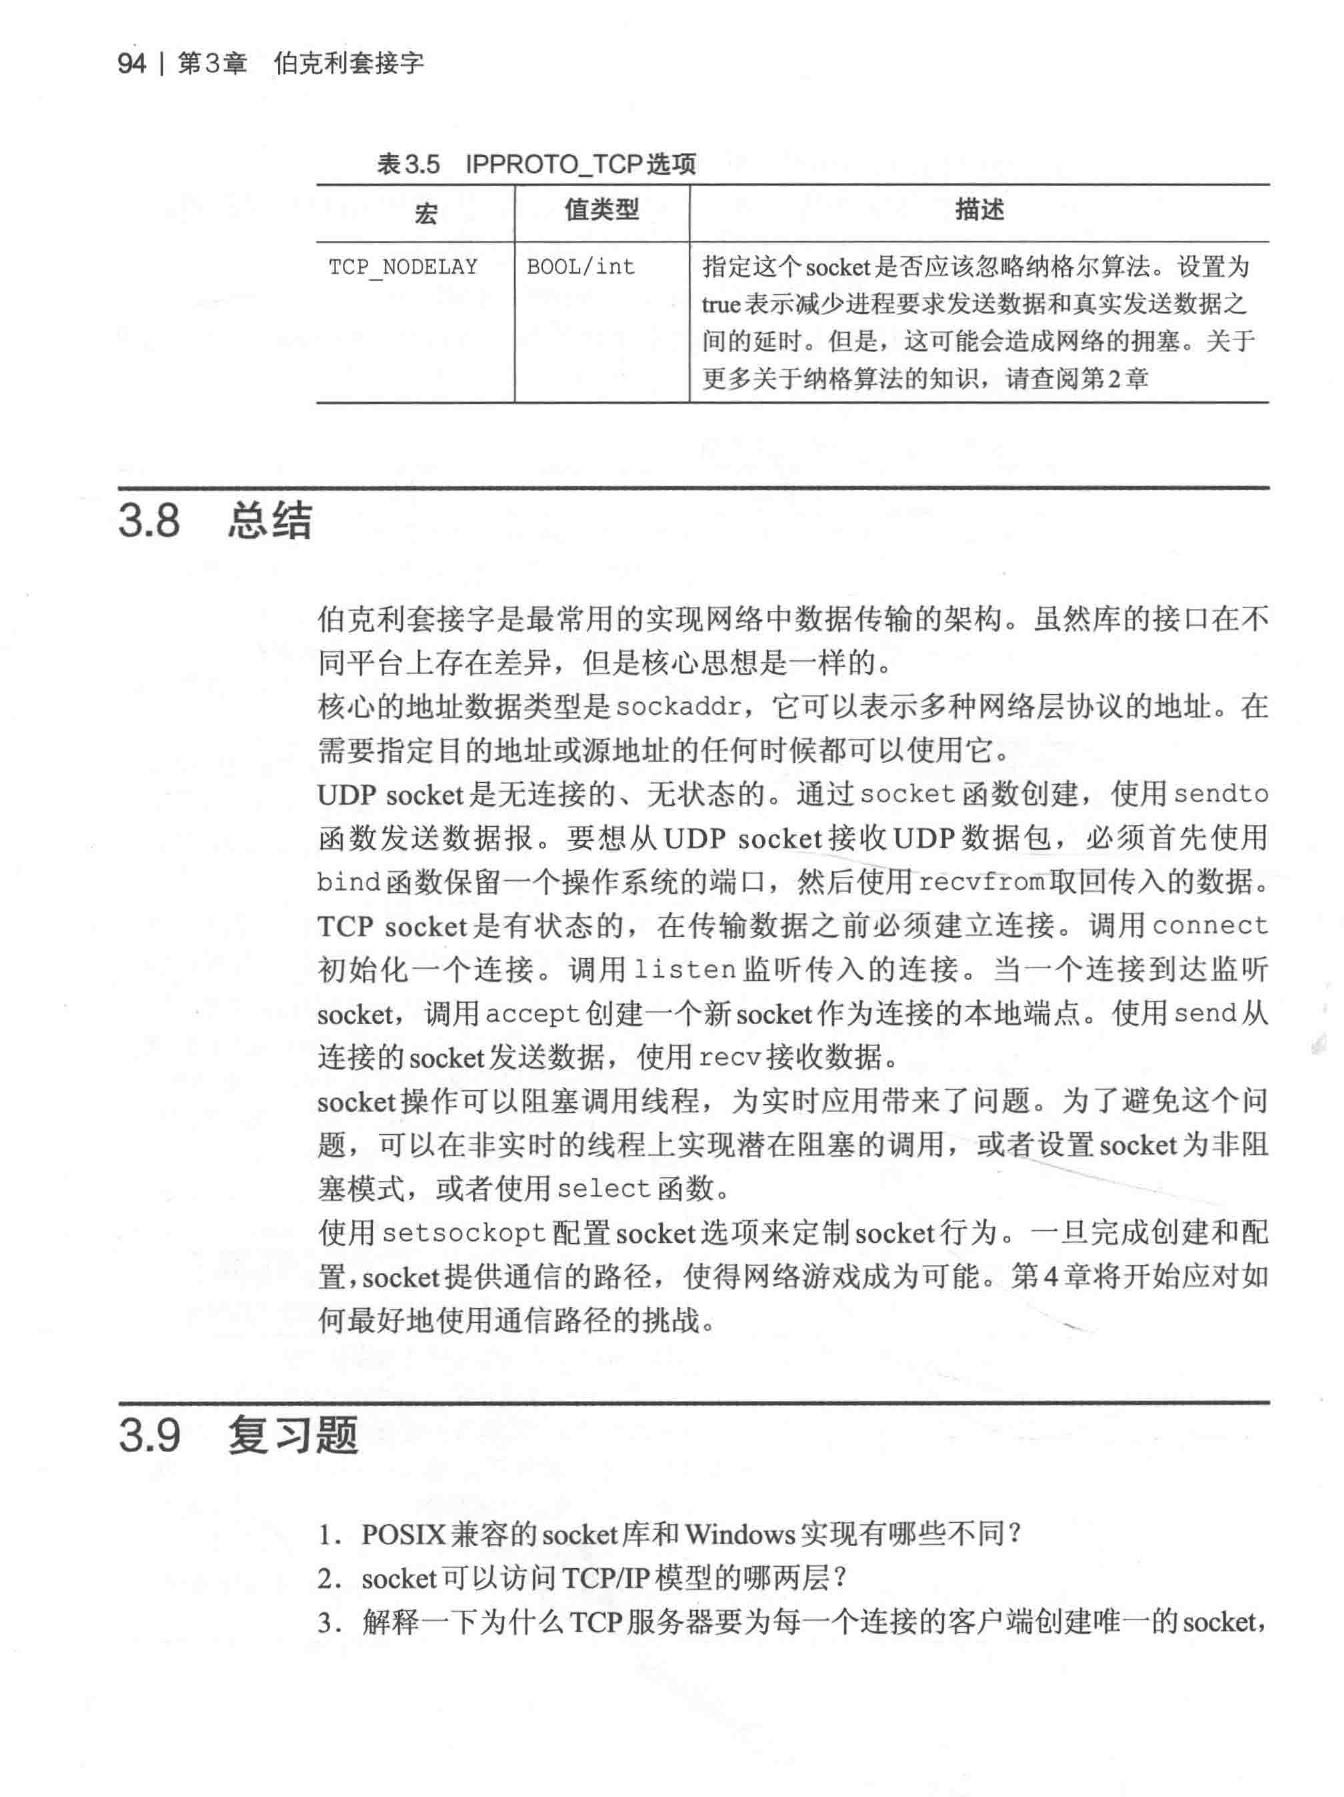 94 | 第3章 伯克利套接字
表3.5 IPPROTO_TCP选项
宏 值类型 描述
TCP_NODELAY BOOL/int 指定这个socket是否应该忽略纳格尔算法。设置为
true表示减少进程要求发送数据和真实发送数据之
间的延时。但是，这可能会造成网络的拥塞。关于
更多关于纳格算法的知识，请查阅第2章
3.8 总结
伯克利套接字是最常用的实现网络中数据传输的架构。虽然库的接口在不
同平台上存在差异，但是核心思想是一样的。
核心的地址数据类型是sockaddr，它可以表示多种网络层协议的地址。在
需要指定目的地址或源地址的任何时候都可以使用它。
UDP socket是无连接的、无状态的。通过socket函数创建，使用sendto
函数发送数据报。要想从UDP socket接收UDP数据包，必须首先使用
bind函数保留一个操作系统的端口，然后使用recvfrom取回传入的数据。
TCP socket是有状态的，在传输数据之前必须建立连接。调用connect
初始化一个连接。调用listen监听传入的连接。当一个连接到达监听
socket，调用accept创建一个新socket作为连接的本地端点。使用send从
连接的socket发送数据，使用recv接收数据。
socket操作可以阻塞调用线程，为实时应用带来了问题。为了避免这个问
题，可以在非实时的线程上实现潜在阻塞的调用，或者设置socket为非阻
塞模式，或者使用select函数。
使用setsockopt配置socket选项来定制socket行为。一旦完成创建和配
置，socket提供通信的路径，使得网络游戏成为可能。第4章将开始应对如
何最好地使用通信路径的挑战。
3.9 复习题
1. POSIX兼容的socket库和Windows实现有哪些不同？
2. socket可以访问TCP/IP模型的哪两层？
3. 解释一下为什么TCP服务器要为每一个连接的客户端创建唯一的socket，